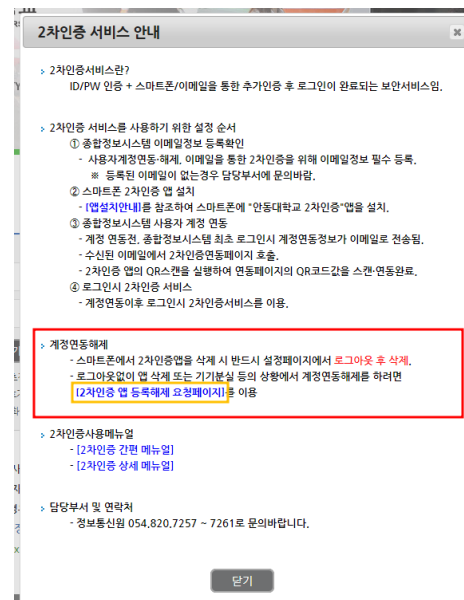 2차인증 서비스 안내
> 2차인증서비스란?
ID/PW 인증 + 스마트폰/이메일을 통한 추가인증 후 로그인이 완료되는 보안서비스임.
> 2차인증 서비스를 사용하기 위한 설정 순서
① 종합정보시스템 이메일정보 등록확인
- 사용자계정연동·해제, 이메일을 통한 2차인증을 위해 이메일정보 필수 등록.
※ 등록된 이메일이 없는경우 담당부서에 문의바람.
② 스마트폰 2차인증 앱 설치
- [앱설치안내]를 참조하여 스마트폰에 "안동대학교 2차인증"앱을 설치.
③ 종합정보시스템 사용자 계정 연동
- 계정 연동전, 종합정보시스템 최초 로그인시 계정연동정보가 이메일로 전송됨.
- 수신된 이메일에서 2차인증연동페이지 호출.
- 2차인증 앱의 QR스캔을 실행하여 연동페이지의 QR코드값을 스캔·연동완료.
④ 로그인시 2차인증 서비스
- 계정연동이후 로그인시 2차인증서비스를 이용.
> 계정연동해제
- 스마트폰에서 2차인증앱을 삭제 시 반드시 설정페이지에서 로그아웃 후 삭제.
- 로그아웃없이 앱 삭제 또는 기기분실 등의 상황에서 계정연동해제를 하려면
[2차인증 앱 등록해제 요청페이지]를 이용
> 2차인증사용메뉴얼
- [2차인증 간편 메뉴얼]
- [2차인증 상세 메뉴얼]
> 담당부서 및 연락처
- 정보통신원 054.820.7257 ~ 7261로 문의바랍니다.
닫기